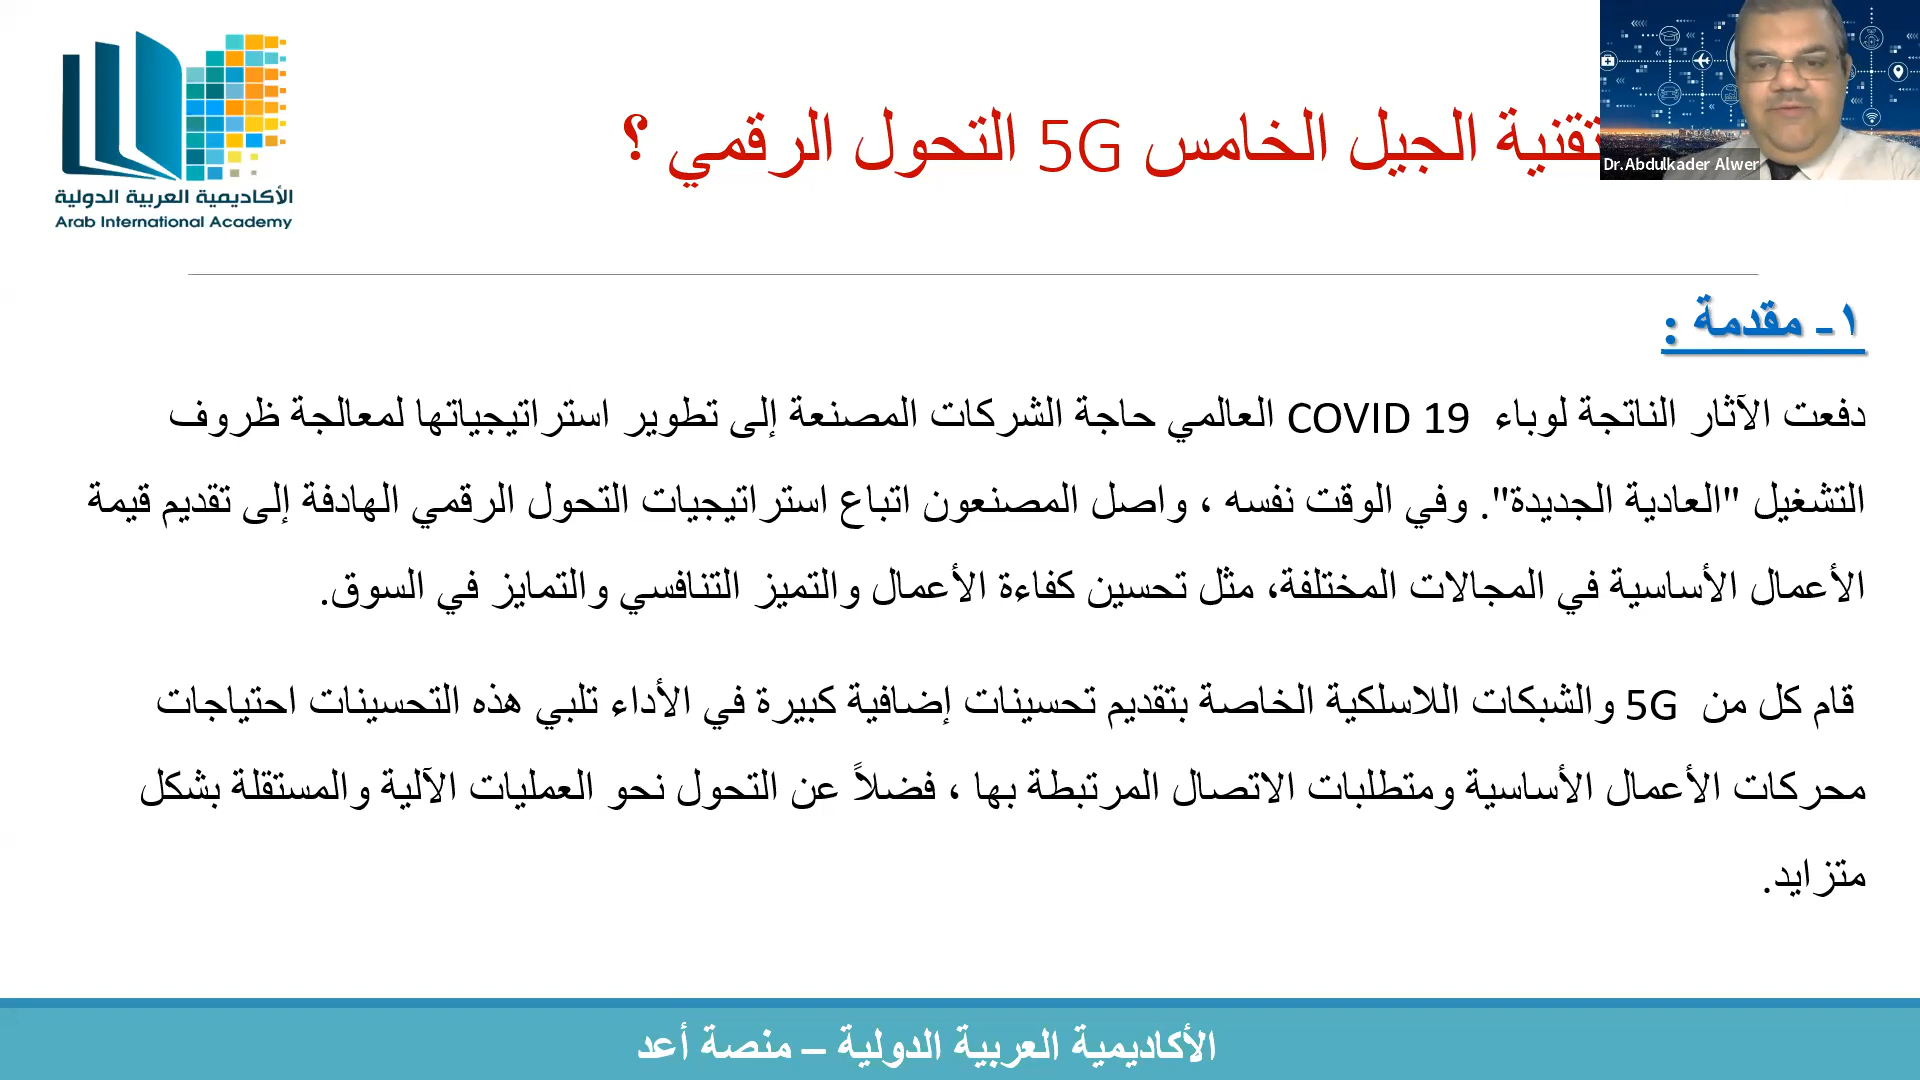 الأكاديمية العربية الدولية
Arab International Academy
تقنية الجيل الخامس 5G التحول الرقمي ؟
Dr.Abdulkader Alwer
١- مقدمة :
دفعت الآثار الناتجة لوباء COVID 19 العالمي حاجة الشركات المصنعة إلى تطوير استراتيجياتها لمعالجة ظروف
التشغيل "العادية الجديدة". وفي الوقت نفسه ، واصل المصنعون اتباع استراتيجيات التحول الرقمي الهادفة إلى تقديم قيمة
الأعمال الأساسية في المجالات المختلفة، مثل تحسين كفاءة الأعمال والتميز التنافسي والتمايز في السوق.
قام كل من 5G والشبكات اللاسلكية الخاصة بتقديم تحسينات إضافية كبيرة في الأداء تلبي هذه التحسينات احتياجات
محركات الأعمال الأساسية ومتطلبات الاتصال المرتبطة بها ، فضلاً عن التحول نحو العمليات الآلية والمستقلة بشكل
متزايد.
الأكاديمية العربية الدولية – منصة أعد